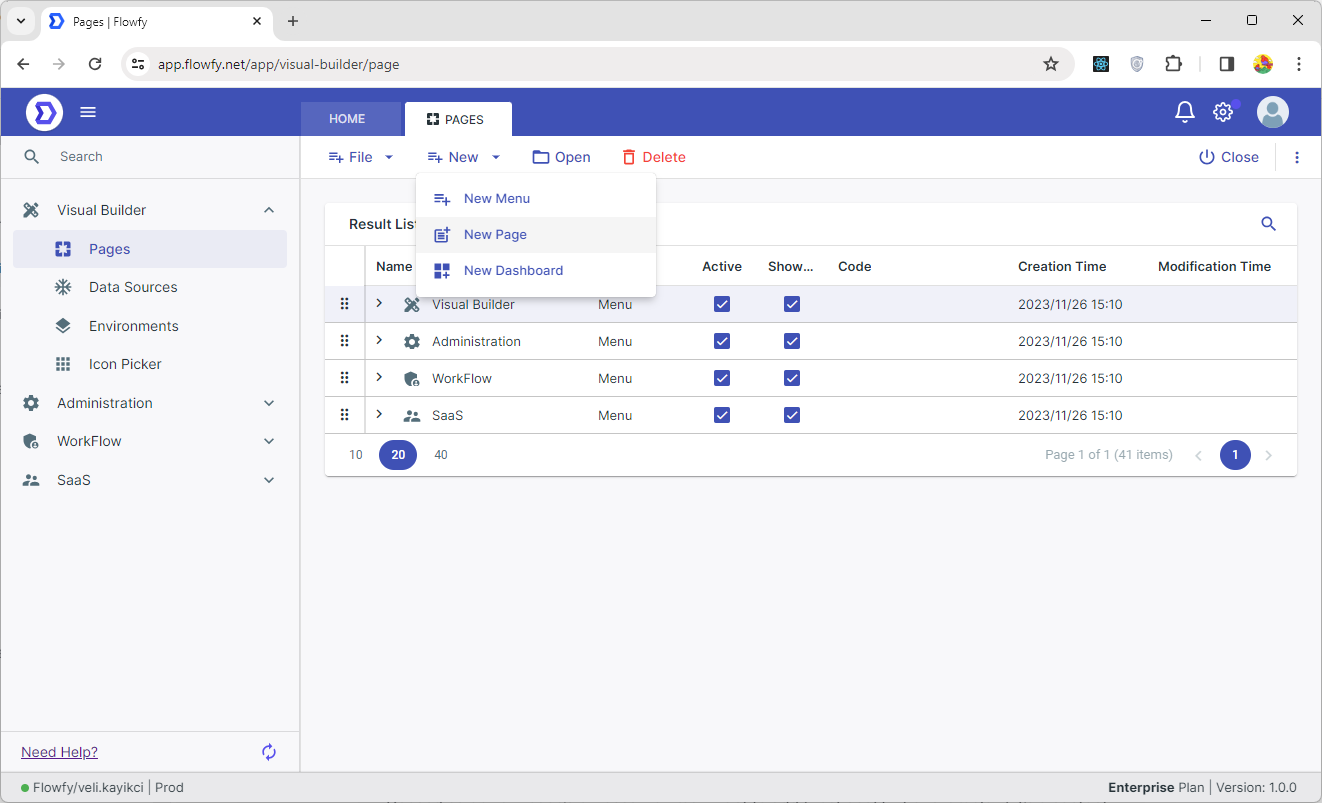 Pages | Flowfy
app.flowfy.net/app/visual-builder/page
HOME
PAGES
Search
File
New
Open
Delete
Close
Visual Builder
Pages
Data Sources
Environments
Icon Picker
Administration
WorkFlow
SaaS
New Menu
New Page
New Dashboard
Result Lis
Name Active Show... Code Creation Time Modification Time
Visual Builder Menu 2023/11/26 15:10
Administration Menu 2023/11/26 15:10
WorkFlow Menu 2023/11/26 15:10
SaaS Menu 2023/11/26 15:10
10 20 40 Page 1 of 1 (41 items) 1
Need Help?
Flowfy/veli.kayikci | Prod
Enterprise Plan | Version: 1.0.0